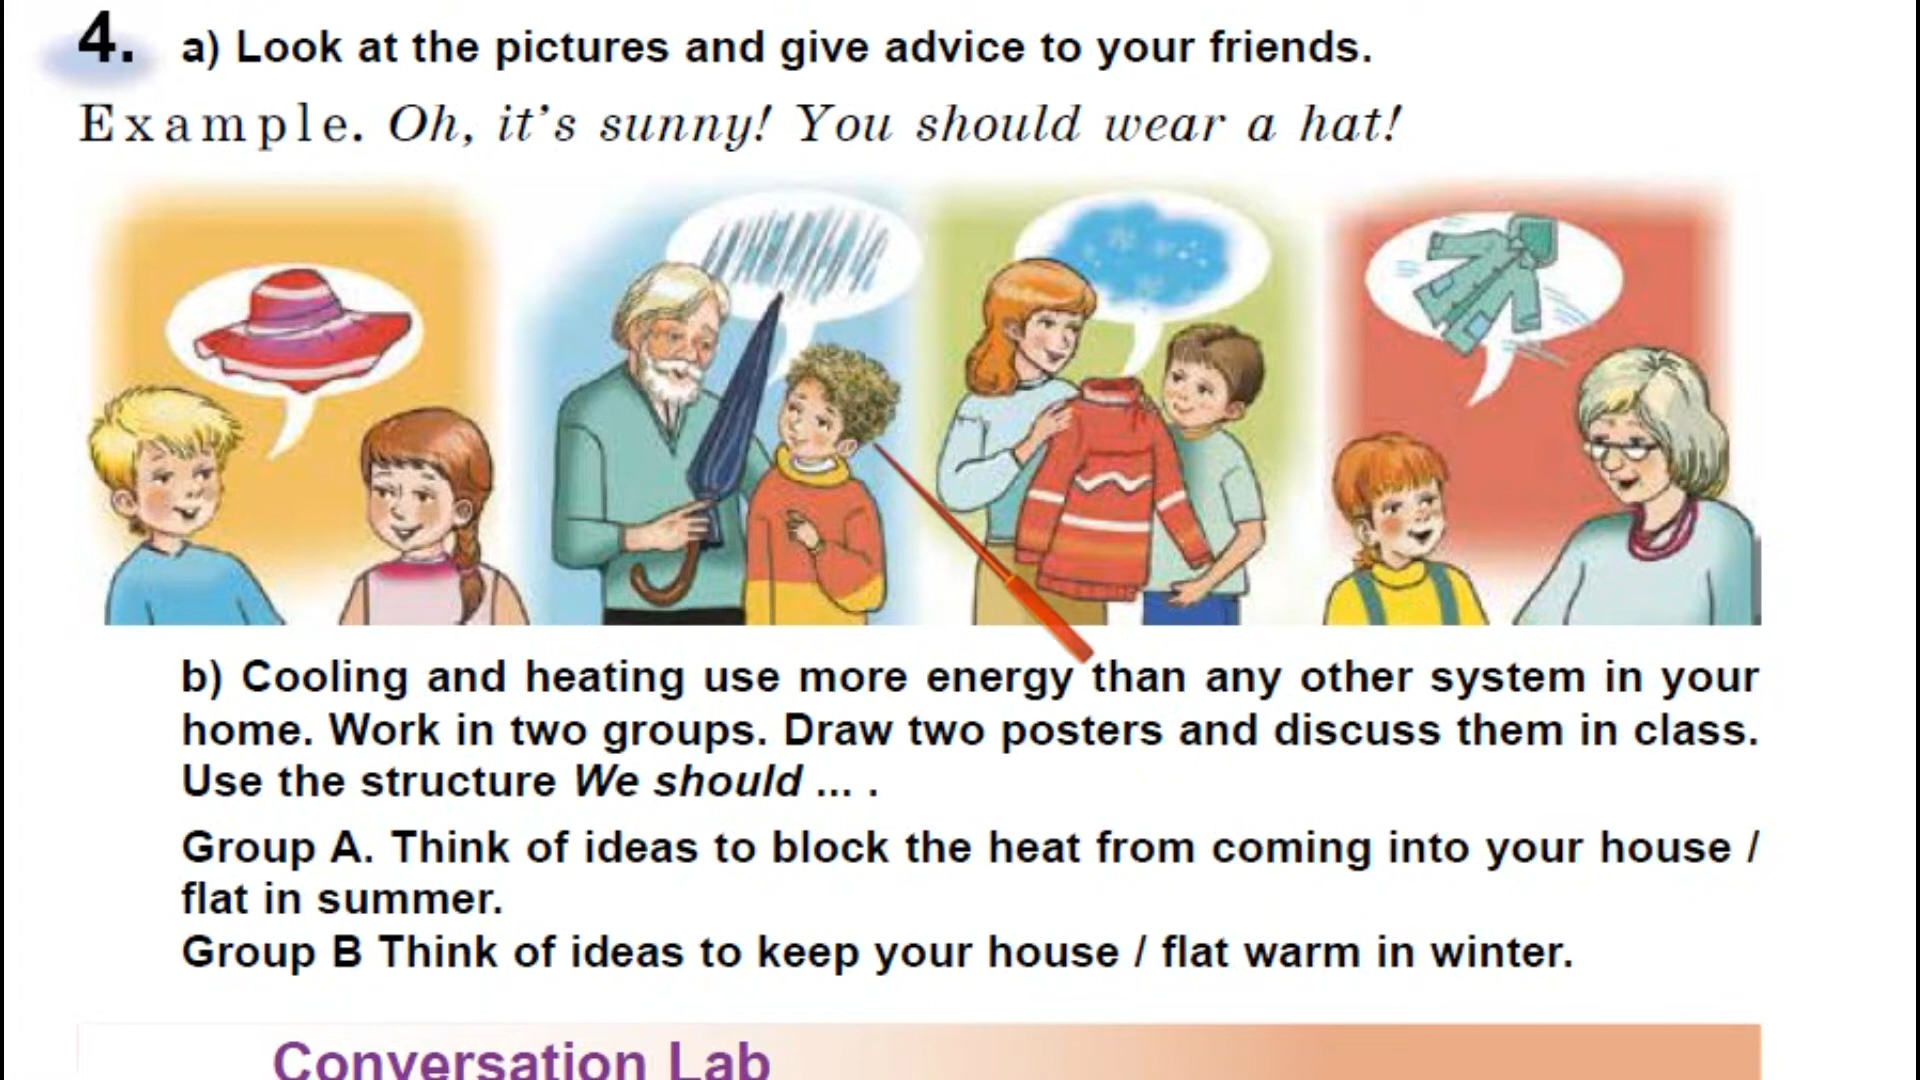 4. a) Look at the pictures and give advice to your friends.
Example. Oh, it's sunny! You should wear a hat!
b) Cooling and heating use more energy than any other system in your
home. Work in two groups. Draw two posters and discuss them in class.
Use the structure We should ... .
Group A. Think of ideas to block the heat from coming into your house /
flat in summer.
Group B Think of ideas to keep your house / flat warm in winter.
Conversation Lab